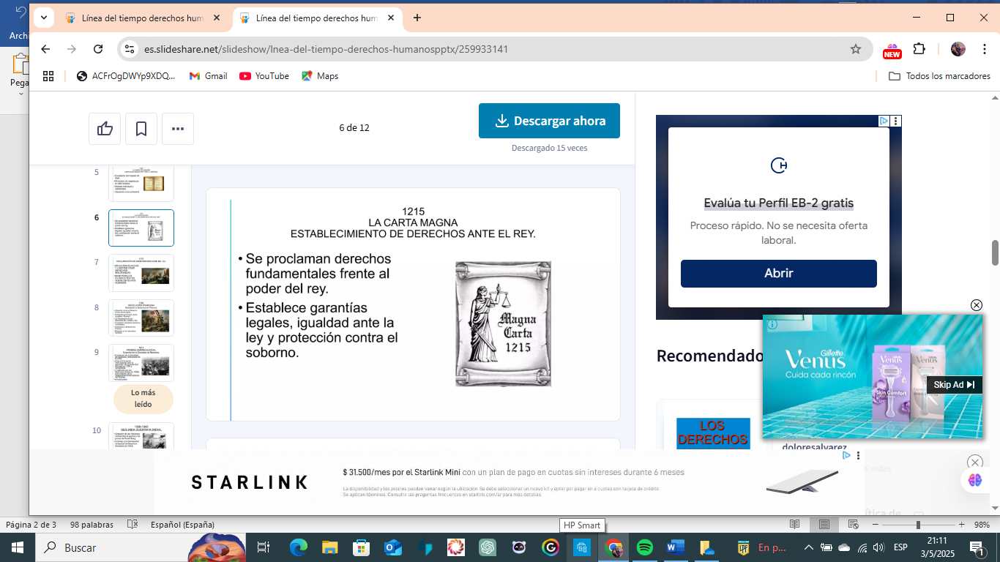 Archi
Pega
Línea del tiempo derechos hum
Línea del tiempo derechos hum
es.slideshare.net/slideshow/lnea-del-tiempo-derechos-humanospptx/259933141
NEW
ACFrOgDWYp9XDQ...
Gmail
YouTube
Maps
Todos los marcadores
6 de 12
Descargar ahora
Descargado 15 veces
5
6
7
8
9
Lo más
leído
10
SEGUNDA GUERRA MUNDIAL
1215
LA CARTA MAGNA
ESTABLECIMIENTO DE DERECHOS ANTE EL REY.
• Se proclaman derechos
fundamentales frente al
poder del rey.
• Establece garantías
legales, igualdad ante la
ley y protección contra el
soborno.
Magna
Carta
1215
Evalúa tu Perfil EB-2 gratis
Proceso rápido. No se necesita oferta
laboral.
Abrir
Recomendado
Gillette
Venus
Cuida cada rincón
Venus
Skin Comfort
Skip Ad
LOS
DERECHOS
doloresalvarez
vistas
STARLINK
$ 31.500/mes por el Starlink Mini con un plan de pago en cuotas sin intereses durante 6 meses
La disponibilidad y los precios pueden variar según la ubicación. Se debe seleccionar un nuevo kit y optar por pagar en 6 cuotas con tarjeta de crédito.
Se aplican términos. Consulte las preguntas frecuentes en starlink.com/ar para más detalles.
Página 2 de 3
98 palabras
Español (España)
HP Smart
98%
Buscar
En p...
ESP
21:11
3/5/2025
1